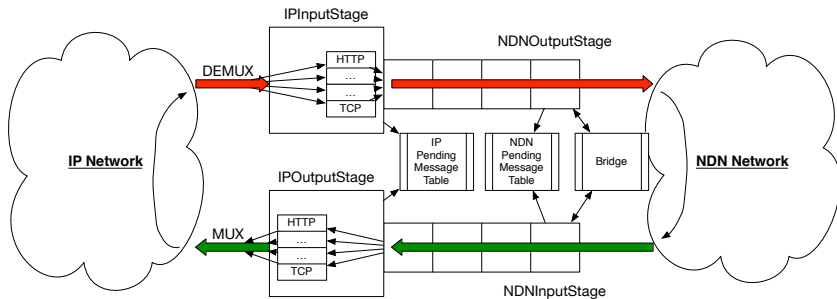 IPInputStage
NDNOutputStage
DEMUX
HTTP
...
...
TCP
IP Network
IP
Pending
Message
Table
NDN
Pending
Message
Table
Bridge
NDN Network
IPOutputStage
MUX
HTTP
...
...
TCP
NDNInputStage